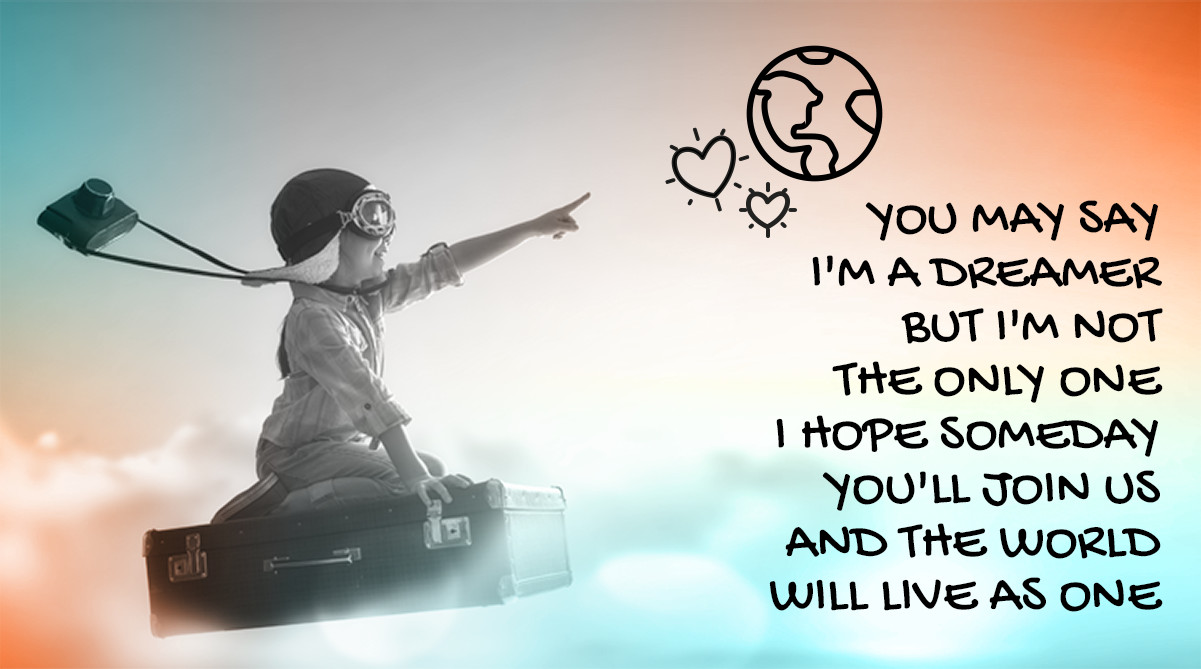 YOU MAY SAY
I'M A DREAMER
BUT I'M NOT
THE ONLY ONE
I HOPE SOMEDAY
YOU'LL JOIN US
AND THE WORLD
WILL LIVE AS ONE